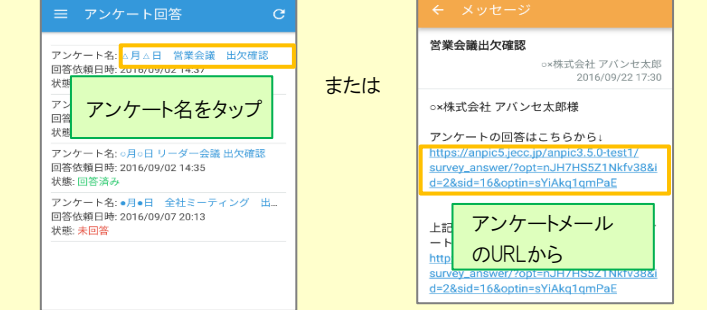 アンケート回答
アンケート名: △月△日 営業会議 出欠確認
回答依頼日時: 2016/09/02 14:37
状態
アンケート名をタップ
アン
回答
状態
アンケート名: ○月○日 リーダー会議 出欠確認
回答依頼日時: 2016/09/02 14:35
状態: 回答済み
アンケート名: ●月●日 全社ミーティング 出...
回答依頼日時: 2016/09/07 20:13
状態: 未回答
または
メッセージ
営業会議出欠確認
○×株式会社 アバンセ太郎
2016/09/22 17:30
○×株式会社 アバンセ太郎様
アンケートの回答はこちらから↓
https://anpic5.jecc.jp/anpic3.5.0-test1/
survey_answer/?opt=nJH7HS5Z1Nkfv38&i
d=2&sid=16&optin=sYiAkq1qmPaE
上記
ート
アンケートメール
のURLから
http
survey_answer/?opt=nJH7HS5Z1Nkfv38&i
d=2&sid=16&optin=sYiAkq1qmPaE